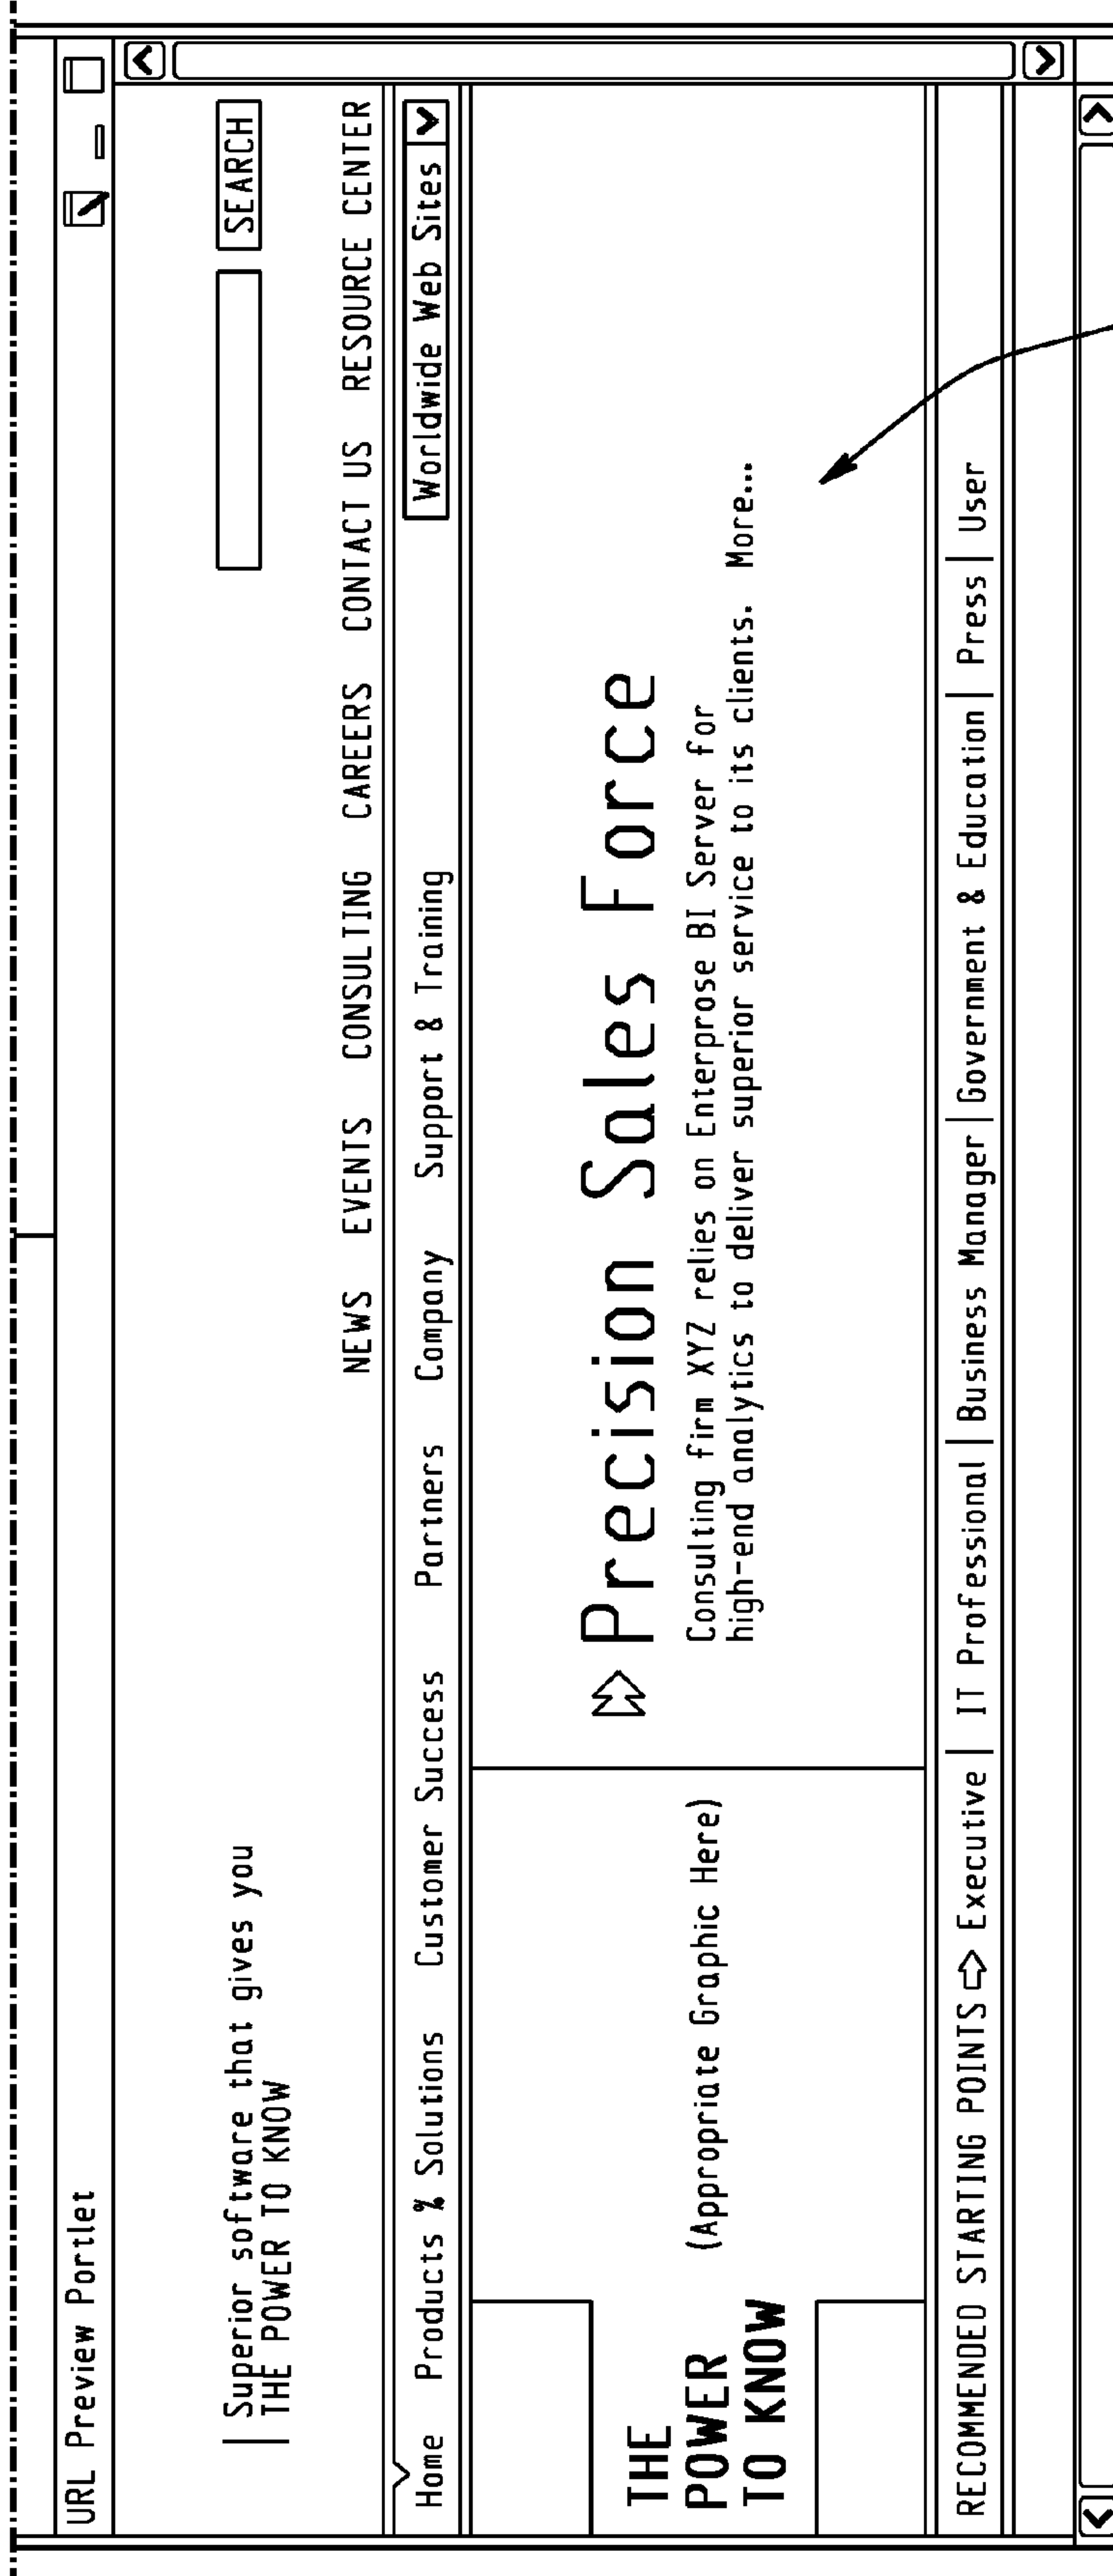 URL Preview Portlet
Superior software that gives you
THE POWER TO KNOW
SEARCH
NEWS EVENTS CONSULTING CAREERS CONTACT US RESOURCE CENTER
Home Products % Solutions Customer Success Partners Company Support & Training Worldwide Web Sites
THE
POWER
TO KNOW
(Appropriate Graphic Here)
Precision Sales Force
Consulting firm XYZ relies on Enterprose BI Server for
high-end analytics to deliver superior service to its clients. More...
RECOMMENDED STARTING POINTS ⇨ Executive | IT Professional | Business Manager | Government & Education | Press | User